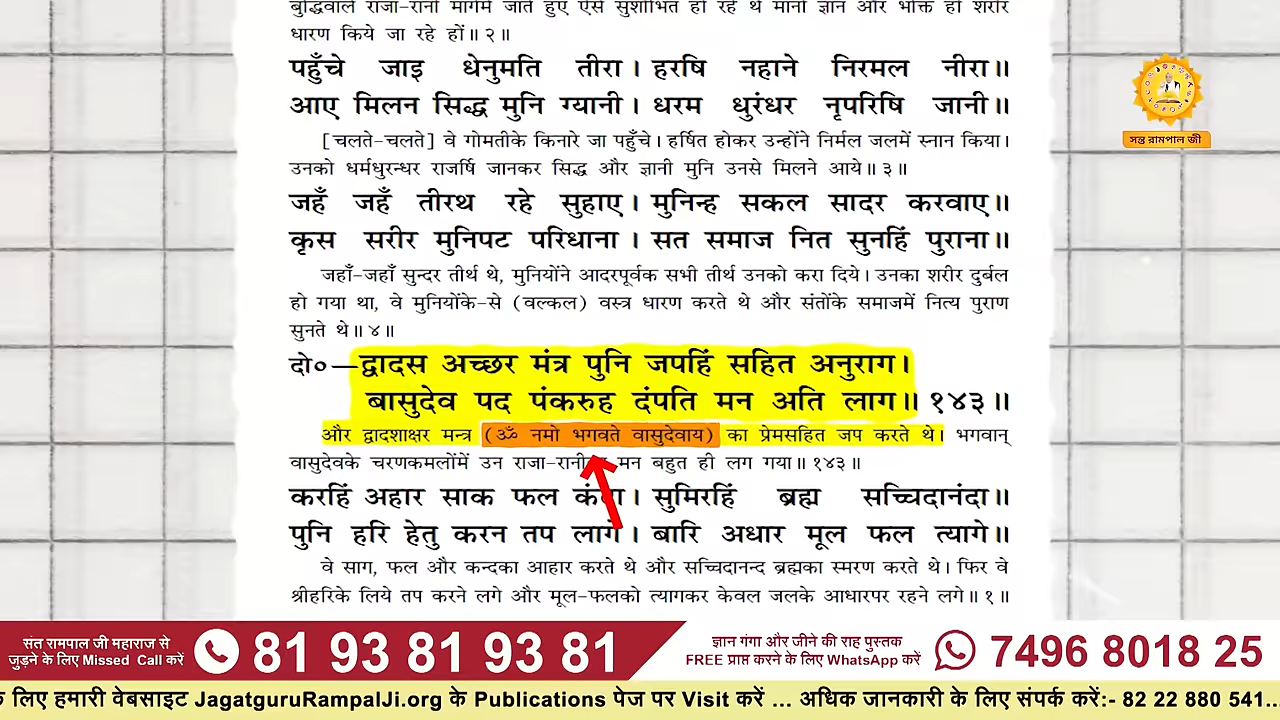 बुद्धिवाले राजा-रानी मार्गमें जाते हुए ऐसे सुशोभित हो रहे थे मानो ज्ञान और भक्ति ही शरीर
धारण किये जा रहे हों॥ २॥
पहुँचे जाइ धेनुमति तीरा। हरषि नहाने निरमल नीरा॥
आए मिलन सिद्ध मुनि ग्यानी। धरम धुरंधर नृपरिषि जानी॥
[चलते-चलते] वे गोमतीके किनारे जा पहुँचे। हर्षित होकर उन्होंने निर्मल जलमें स्नान किया।
उनको धर्मधुरन्धर राजर्षि जानकर सिद्ध और ज्ञानी मुनि उनसे मिलने आये॥ ३॥
जहँ जहँ तीरथ रहे सुहाए। मुनिन्ह सकल सादर करवाए॥
कृस सरीर मुनिपट परिधाना। सत समाज नित सुनहिं पुराना॥
जहाँ-जहाँ सुन्दर तीर्थ थे, मुनियोंने आदरपूर्वक सभी तीर्थ उनको करा दिये। उनका शरीर दुर्बल
हो गया था, वे मुनियोंके-से (वल्कल) वस्त्र धारण करते थे और संतोंके समाजमें नित्य पुराण
सुनते थे॥ ४॥
दो०—द्वादस अच्छर मंत्र पुनि जपहिं सहित अनुराग।
बासुदेव पद पंकरुह दंपति मन अति लाग॥ १४३॥
और द्वादशाक्षर मन्त्र (ॐ नमो भगवते वासुदेवाय) का प्रेमसहित जप करते थे। भगवान्
वासुदेवके चरणकमलोंमें उन राजा-रानीका मन बहुत ही लग गया॥ १४३॥
करहिं अहार साक फल कंदा। सुमिरहिं ब्रह्म सच्चिदानंदा॥
पुनि हरि हेतु करन तप लागे। बारि अधार मूल फल त्यागे॥
वे साग, फल और कन्दका आहार करते थे और सच्चिदानन्द ब्रह्मका स्मरण करते थे। फिर वे
श्रीहरिके लिये तप करने लगे और मूल-फलको त्यागकर केवल जलके आधारपर रहने लगे॥ १॥
सन्त रामपाल जी
संत रामपाल जी महाराज से
जुड़ने के लिए Missed Call करें
81 93 81 93 81
ज्ञान गंगा और जीने की राह पुस्तक
FREE प्राप्त करने के लिए WhatsApp करें
7496 8018 25
के लिए हमारी वेबसाइट JagatguruRampalJi.org के Publications पेज पर Visit करें ... अधिक जानकारी के लिए संपर्क करें:- 82 22 880 541..